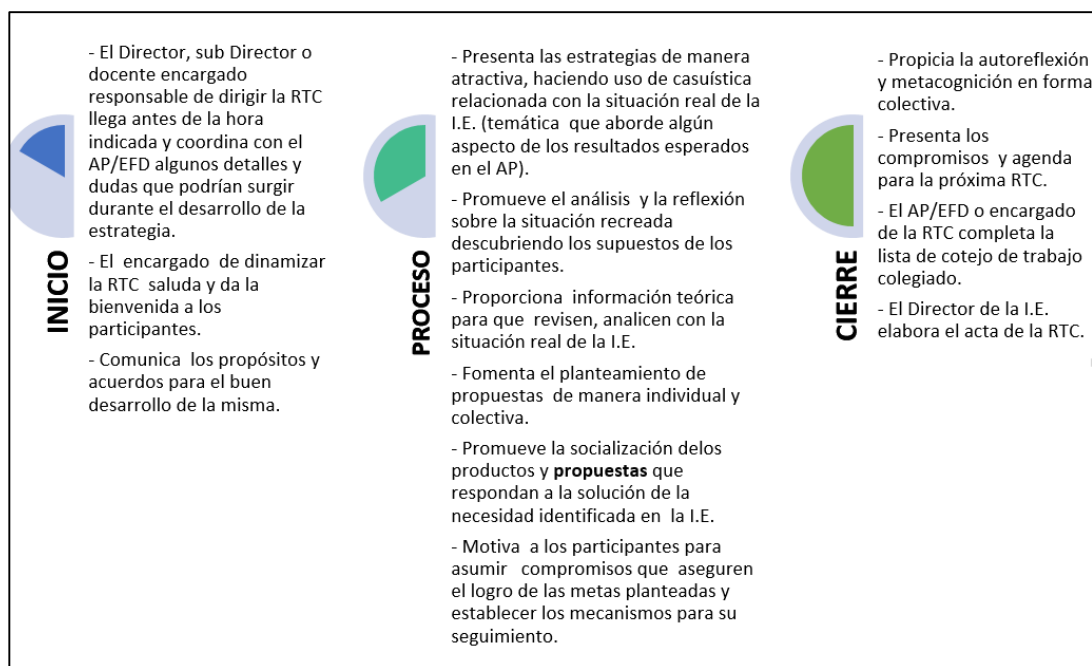 INICIO
- El Director, sub Director o
docente encargado
responsable de dirigir la RTC
llega antes de la hora
indicada y coordina con el
AP/EFD algunos detalles y
dudas que podrían surgir
durante el desarrollo de la
estrategia.
- El encargado de dinamizar
la RTC saluda y da la
bienvenida a los
participantes.
- Comunica los propósitos y
acuerdos para el buen
desarrollo de la misma.
PROCESO
- Presenta las estrategias de manera
atractiva, haciendo uso de casuística
relacionada con la situación real de la
I.E. (temática que aborde algún
aspecto de los resultados esperados
en el AP).
- Promueve el análisis y la reflexión
sobre la situación recreada
descubriendo los supuestos de los
participantes.
- Proporciona información teórica
para que revisen, analicen con la
situación real de la I.E.
- Fomenta el planteamiento de
propuestas de manera individual y
colectiva.
- Promueve la socialización delos
productos y propuestas que
respondan a la solución de la
necesidad identificada en la I.E.
- Motiva a los participantes para
asumir compromisos que aseguren
el logro de las metas planteadas y
establecer los mecanismos para su
seguimiento.
CIERRE
- Propicia la autoreflexión
y metacognición en forma
colectiva.
- Presenta los
compromisos y agenda
para la próxima RTC.
- El AP/EFD o encargado
de la RTC completa la
lista de cotejo de trabajo
colegiado.
- El Director de la I.E.
elabora el acta de la RTC.